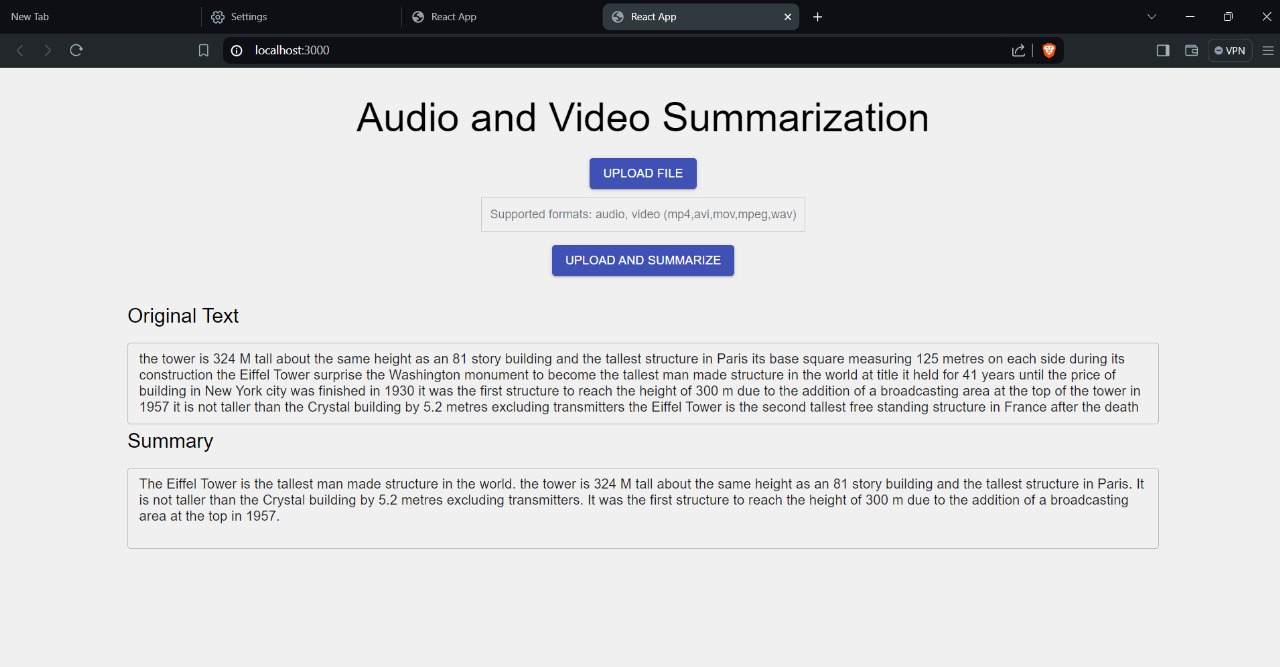 New Tab
Settings
React App
React App
localhost:3000
VPN
Audio and Video Summarization
UPLOAD FILE
Supported formats: audio, video (mp4,avi,mov,mpeg,wav)
UPLOAD AND SUMMARIZE
Original Text
the tower is 324 M tall about the same height as an 81 story building and the tallest structure in Paris its base square measuring 125 metres on each side during its
construction the Eiffel Tower surprise the Washington monument to become the tallest man made structure in the world at title it held for 41 years until the price of
building in New York city was finished in 1930 it was the first structure to reach the height of 300 m due to the addition of a broadcasting area at the top of the tower in
1957 it is not taller than the Crystal building by 5.2 metres excluding transmitters the Eiffel Tower is the second tallest free standing structure in France after the death
Summary
The Eiffel Tower is the tallest man made structure in the world. the tower is 324 M tall about the same height as an 81 story building and the tallest structure in Paris. It
is not taller than the Crystal building by 5.2 metres excluding transmitters. It was the first structure to reach the height of 300 m due to the addition of a broadcasting
area at the top in 1957.